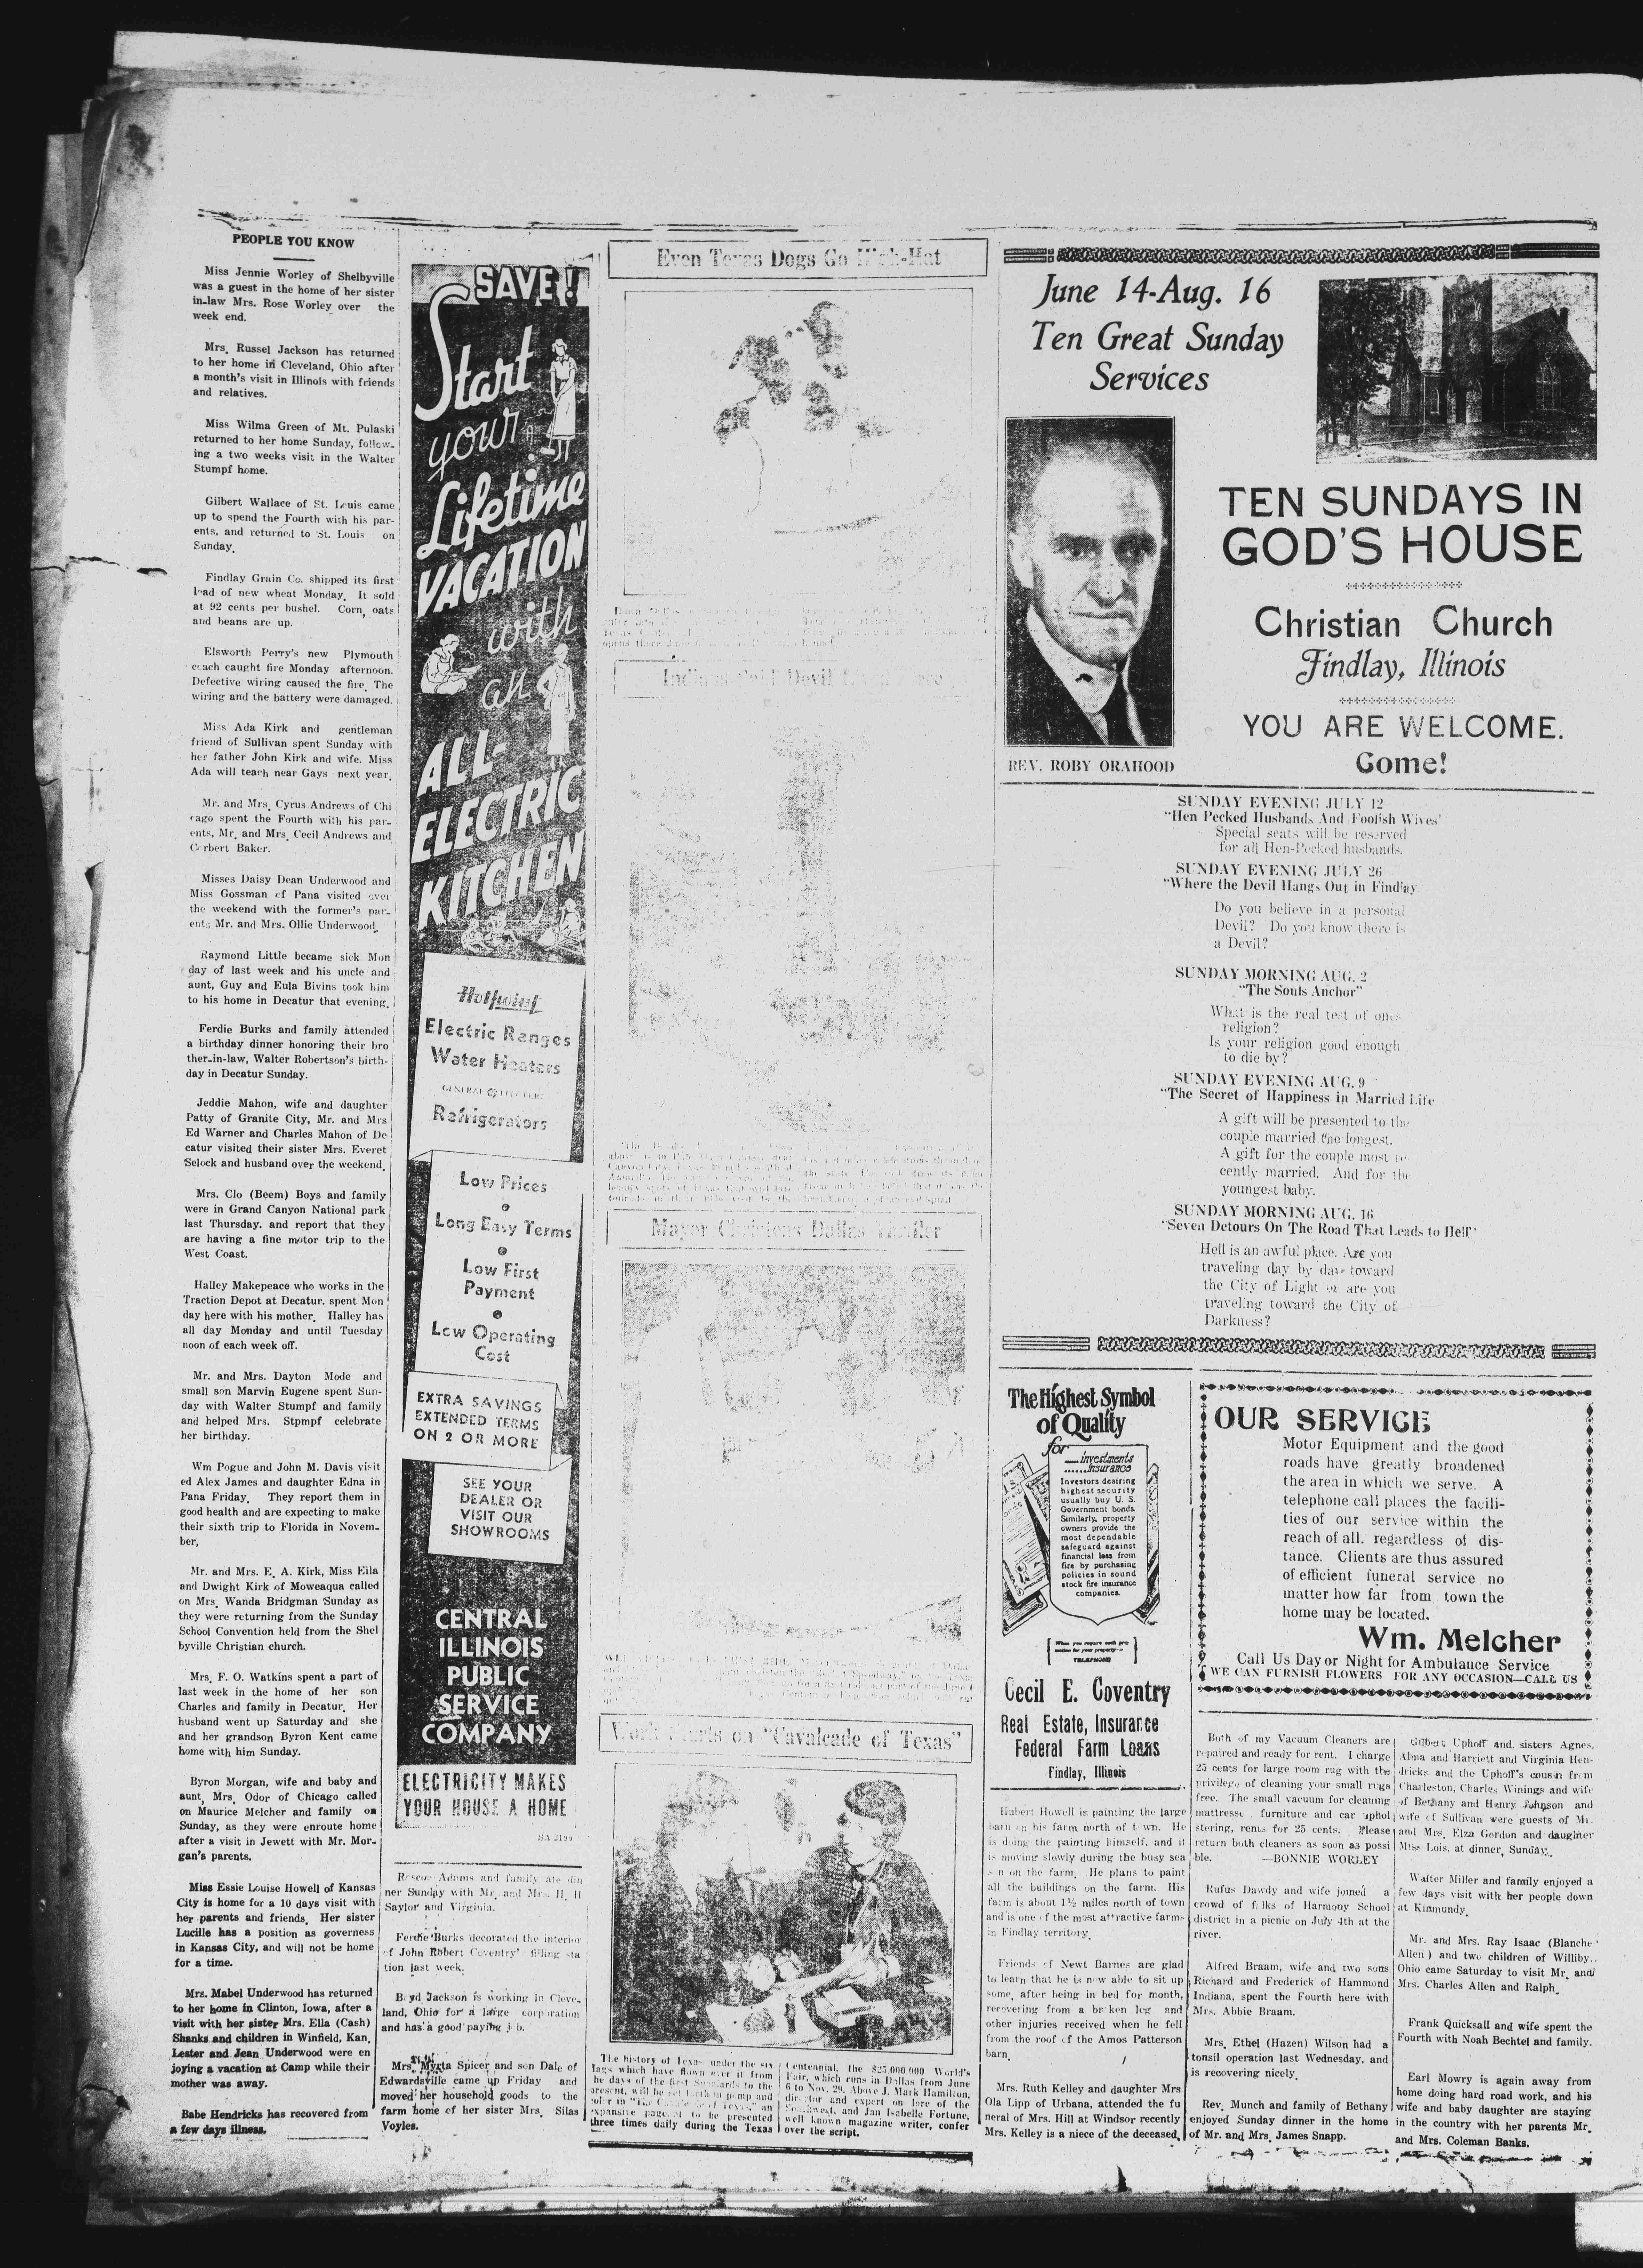 PEOPLE YOU KNOW
Miss Jennie Worley of Shelbyville
was a guest in the home of her sister
in-law Mrs. Rose Worley over the
week end.
Mrs. Russel Jackson has returned
to her home in Cleveland, Ohio after
a month's visit in Illinois with friends
and relatives.
Miss Wilma Green of Mt. Pulaski
returned to her home Sunday, follow-
ing a two weeks visit in the Walter
Stumpf home.
Gilbert Wallace of St. Louis came
up to spend the Fourth with his par-
ents, and returned to St. Louis on
Sunday.
Findlay Grain Co. shipped its first
load of new wheat Monday. It sold
at 92 cents per bushel. Corn, oats
and beans are up.
Elsworth Perry's new Plymouth
coach caught fire Monday afternoon.
Defective wiring caused the fire. The
wiring and the battery were damaged.
Miss Ada Kirk and gentleman
friend of Sullivan spent Sunday with
her father John Kirk and wife. Miss
Ada will teach near Gays next year.
Mr. and Mrs. Cyrus Andrews of Chi
cago spent the Fourth with his par-
ents, Mr. and Mrs. Cecil Andrews and
Corbert Baker.
Misses Daisy Dean Underwood and
Miss Gossman of Pana visited over
the weekend with the former's par-
ents Mr. and Mrs. Ollie Underwood.
Raymond Little became sick Mon
day of last week and his uncle and
aunt, Guy and Eula Bivins took him
to his home in Decatur that evening.
Ferdie Burks and family attended
a birthday dinner honoring their bro
ther-in-law, Walter Robertson's birth-
day in Decatur Sunday.
Jeddie Mahon, wife and daughter
Patty of Granite City, Mr. and Mrs
Ed Warner and Charles Mahon of De
catur visited their sister Mrs. Everet
Selock and husband over the weekend.
Mrs. Clo (Beem) Boys and family
were in Grand Canyon National park
last Thursday. and report that they
are having a fine motor trip to the
West Coast.
Halley Makepeace who works in the
Traction Depot at Decatur. spent Mon
day here with his mother. Halley has
all day Monday and until Tuesday
noon of each week off.
Mr. and Mrs. Dayton Mode and
small son Marvin Eugene spent Sun-
day with Walter Stumpf and family
and helped Mrs. Stpmpf celebrate
her birthday.
Wm Pogue and John M. Davis visit
ed Alex James and daughter Edna in
Pana Friday. They report them in
good health and are expecting to make
their sixth trip to Florida in Novem-
ber,
Mr. and Mrs. E. A. Kirk, Miss Eila
and Dwight Kirk of Moweaqua called
on Mrs. Wanda Bridgman Sunday as
they were returning from the Sunday
School Convention held from the Shel
byville Christian church.
Mrs. F. O. Watkins spent a part of
last week in the home of her son
Charles and family in Decatur. Her
husband went up Saturday and she
and her grandson Byron Kent came
home with him Sunday.
Byron Morgan, wife and baby and
aunt, Mrs. Odor of Chicago called
on Maurice Melcher and family on
Sunday, as they were enroute home
after a visit in Jewett with Mr. Mor-
gan's parents.
Miss Essie Louise Howell of Kansas
City is home for a 10 days visit with
her parents and friends. Her sister
Lucille has a position as governess
in Kansas City, and will not be home
for a time.
Mrs. Mabel Underwood has returned
to her home in Clinton, Iowa, after a
visit with her sister Mrs. Ella (Cash)
Shanks and children in Winfield, Kan.
Lester and Jean Underwood were en
joying a vacation at Camp while their
mother was away.
Babe Hendricks has recovered from
a few days illness.
SAVE!
Start
your
Lifetime
VACATION
with
an
ALL-
ELECTRIC
KITCHEN
Hotpoint
Electric Ranges
Water Heaters
GENERAL ELECTRIC
Refrigerators
Low Prices
Long Easy Terms
Low First
Payment
Low Operating
Cost
EXTRA SAVINGS
EXTENDED TERMS
ON 2 OR MORE
SEE YOUR
DEALER OR
VISIT OUR
SHOWROOMS
CENTRAL
ILLINOIS
PUBLIC
SERVICE
COMPANY
ELECTRICITY MAKES
YOUR HOUSE A HOME
SA 2199
Roscoe Adams and family ate din
ner Sunday with Mr. and Mrs. H. H
Saylor and Virginia.
Ferdie Burks decorated the interior
of John Robert Coventry' filling sta
tion last week.
Boyd Jackson is working in Cleve-
land, Ohio for a large corporation
and has a good paying job.
Mrs. Myrta Spicer and son Dale of
Edwardsville came up Friday and
moved her household goods to the
farm home of her sister Mrs. Silas
Voyles.
Even Texas Dogs Go High-Hat
Devil
Mayor Dallas
Work Starts on "Cavalcade of Texas"
The history of Texas under the six
flags which have flown over it from
the days of the first Spaniards to the
present, will be set forth in pomp and
color in "The Cavalcade of Texas," an
expansive pageant to be presented
three times daily during the Texas
Centennial, the $25,000,000 World's
Fair, which runs in Dallas from June
6 to Nov. 29. Above J. Mark Hamilton,
director and expert on lore of the
Southwest, and Jan Isabelle Fortune,
well known magazine writer, confer
over the script.
June 14-Aug. 16
Ten Great Sunday
Services
REV. ROBY ORAHOOD
TEN SUNDAYS IN
GOD'S HOUSE
Christian Church
Findlay, Illinois
YOU ARE WELCOME.
Come!
SUNDAY EVENING JULY 12
"Hen Pecked Husbands And Foolish Wives"
Special seats will be reserved
for all Hen-Pecked husbands.
SUNDAY EVENING JULY 26
"Where the Devil Hangs Out in Findlay
Do you believe in a personal
Devil? Do you know there is
a Devil?
SUNDAY MORNING AUG. 2
"The Souls Anchor"
What is the real test of ones
religion?
Is your religion good enough
to die by?
SUNDAY EVENING AUG. 9
"The Secret of Happiness in Married Life
A gift will be presented to the
couple married the longest.
A gift for the couple most re-
cently married. And for the
youngest baby.
SUNDAY MORNING AUG. 16
"Seven Detours On The Road That Leads to Hell"
Hell is an awful place. Are you
traveling day by day toward
the City of Light or are you
traveling toward the City of
Darkness?
The Highest Symbol
of Quality
for
investments
insurance
Investors desiring
highest security
usually buy U. S.
Government bonds.
Similarly, property
owners provide the
most dependable
safeguard against
financial loss from
fire by purchasing
policies in sound
stock fire insurance
companies.
TELEPHONE
Cecil E. Coventry
Real Estate, Insurance
Federal Farm Loans
Findlay, Illinois
OUR SERVICE
Motor Equipment and the good
roads have greatly broadened
the area in which we serve. A
telephone call places the facili-
ties of our service within the
reach of all. regardless of dis-
tance. Clients are thus assured
of efficient funeral service no
matter how far from town the
home may be located.
Wm. Melcher
Call Us Day or Night for Ambulance Service
WE CAN FURNISH FLOWERS FOR ANY OCCASION—CALL US
Hubert Howell is painting the large
barn on his farm north of town. He
is doing the painting himself, and it
is moving slowly during the busy sea
son on the farm. He plans to paint
all the buildings on the farm. His
farm is about 1½ miles north of town
and is one of the most attractive farms
in Findlay territory.
Friends of Newt Barnes are glad
to learn that he is now able to sit up
some, after being in bed for month,
recovering from a broken leg and
other injuries received when he fell
from the roof of the Amos Patterson
barn.
Mrs. Ruth Kelley and daughter Mrs
Ola Lipp of Urbana, attended the fu
neral of Mrs. Hill at Windsor recently
Mrs. Kelley is a niece of the deceased.
Both of my Vacuum Cleaners are
repaired and ready for rent. I charge
25 cents for large room rug with the
privilege of cleaning your small rugs
free. The small vacuum for cleaning
mattresse furniture and car uphol
stering, rents for 25 cents. Please
return both cleaners as soon as possi
ble. —BONNIE WORLEY
Rufus Dawdy and wife joined a
crowd of folks of Harmony School
district in a picnic on July 4th at the
river.
Alfred Braam, wife and two sons
Richard and Frederick of Hammond
Indiana, spent the Fourth here with
Mrs. Abbie Braam.
Mrs. Ethel (Hazen) Wilson had a
tonsil operation last Wednesday, and
is recovering nicely.
Rev. Munch and family of Bethany
enjoyed Sunday dinner in the home
of Mr. and Mrs. James Snapp.
Gilbert Uphoff and sisters Agnes,
Alma and Harriett and Virginia Hen-
dricks and the Uphoff's cousin from
Charleston, Charles Winings and wife
of Bethany and Henry Johnson and
wife of Sullivan were guests of Mr.
and Mrs. Elza Gordon and daughter
Miss Lois, at dinner, Sunday.
Walter Miller and family enjoyed a
few days visit with her people down
at Kinmundy.
Mr. and Mrs. Ray Isaac (Blanche
Allen) and two children of Williby,
Ohio came Saturday to visit Mr. and
Mrs. Charles Allen and Ralph.
Frank Quicksall and wife spent the
Fourth with Noah Bechtel and family.
Earl Mowry is again away from
home doing hard road work, and his
wife and baby daughter are staying
in the country with her parents Mr.
and Mrs. Coleman Banks.